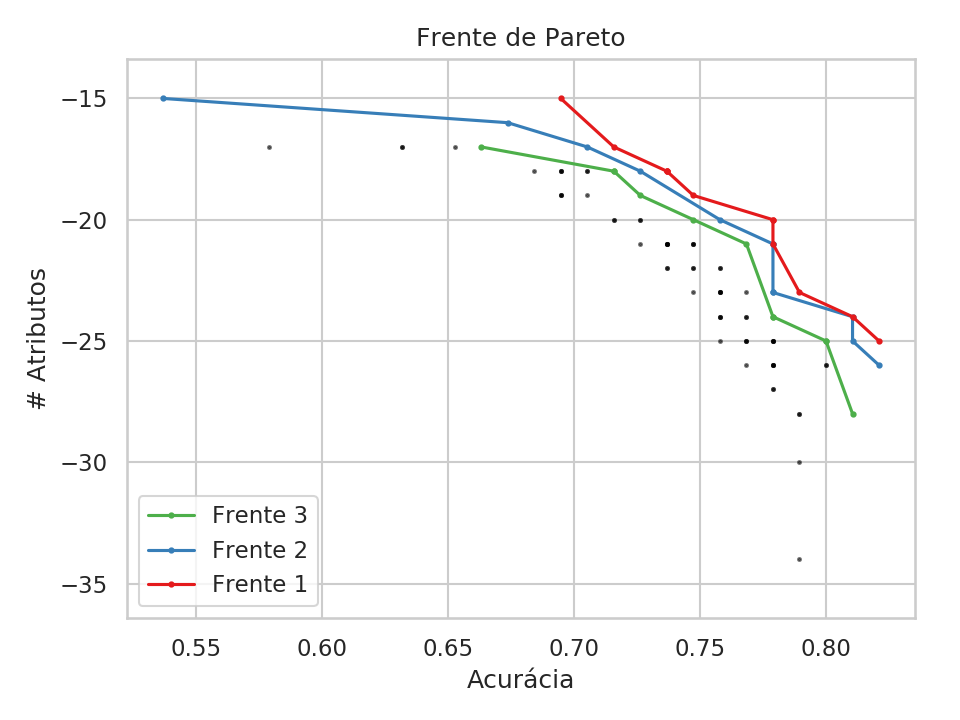 Frente de Pareto
−15
−20
−25
−30
−35
# Atributos
Frente 3
Frente 2
Frente 1
0.55 0.60 0.65 0.70 0.75 0.80
Acurácia